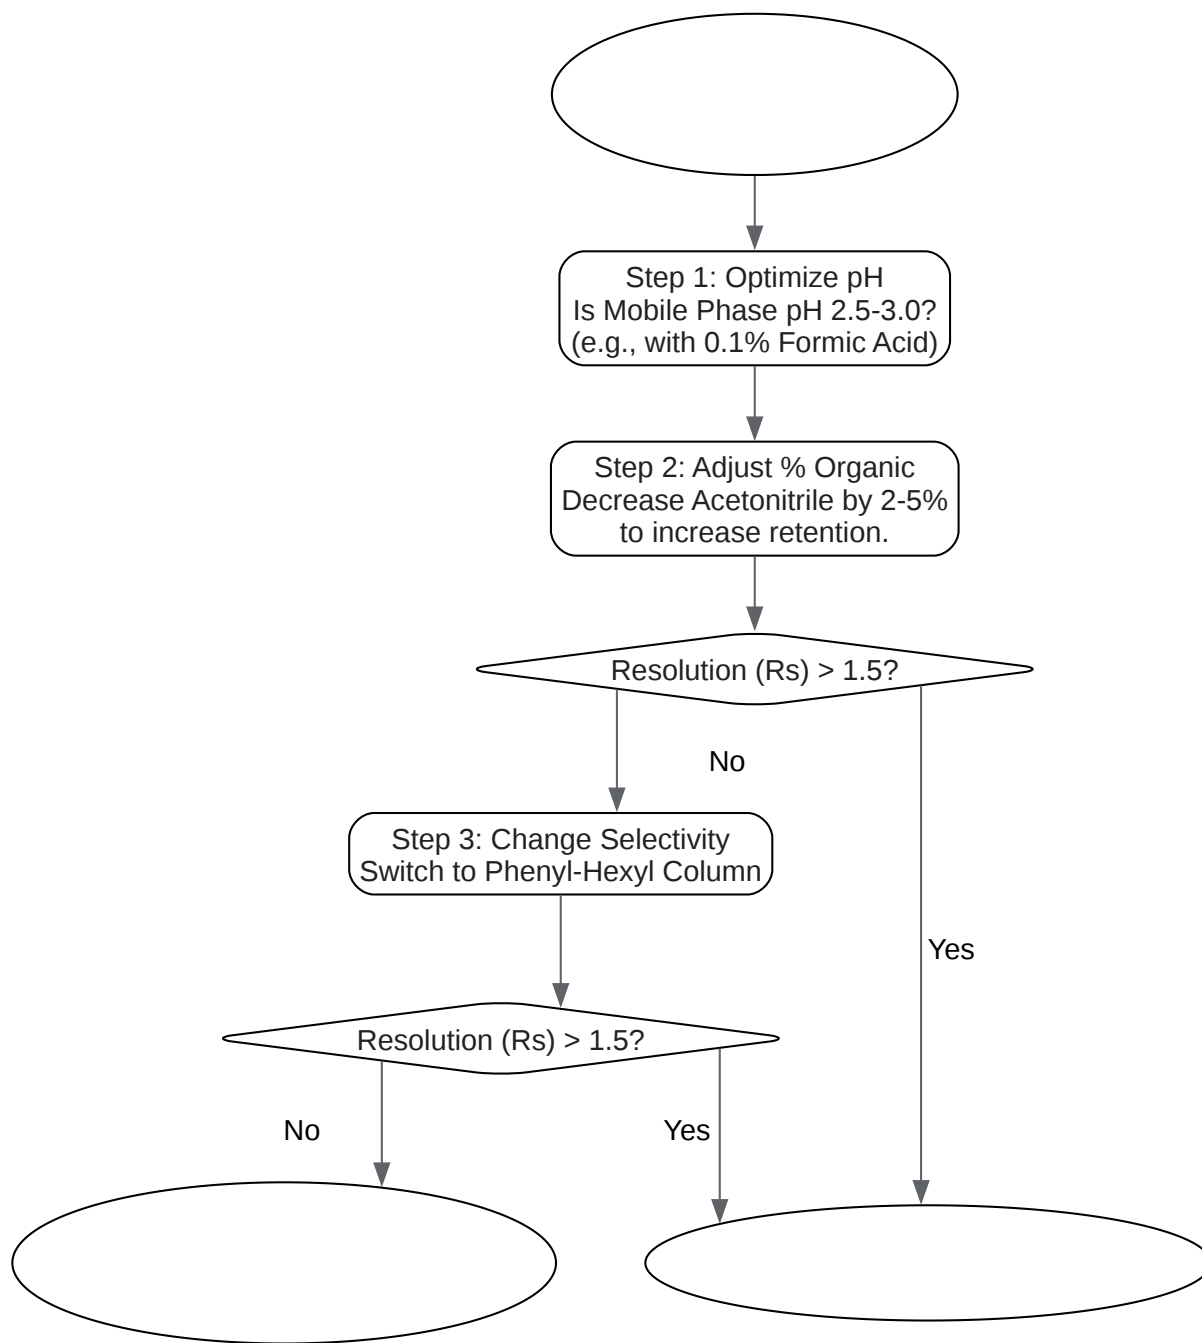 Step 1: Optimize pH
Is Mobile Phase pH 2.5-3.0?
(e.g., with 0.1% Formic Acid)
Step 2: Adjust % Organic
Decrease Acetonitrile by 2-5%
to increase retention.
Resolution (Rs) > 1.5?
No
Step 3: Change Selectivity
Switch to Phenyl-Hexyl Column
Yes
Resolution (Rs) > 1.5?
No
Yes